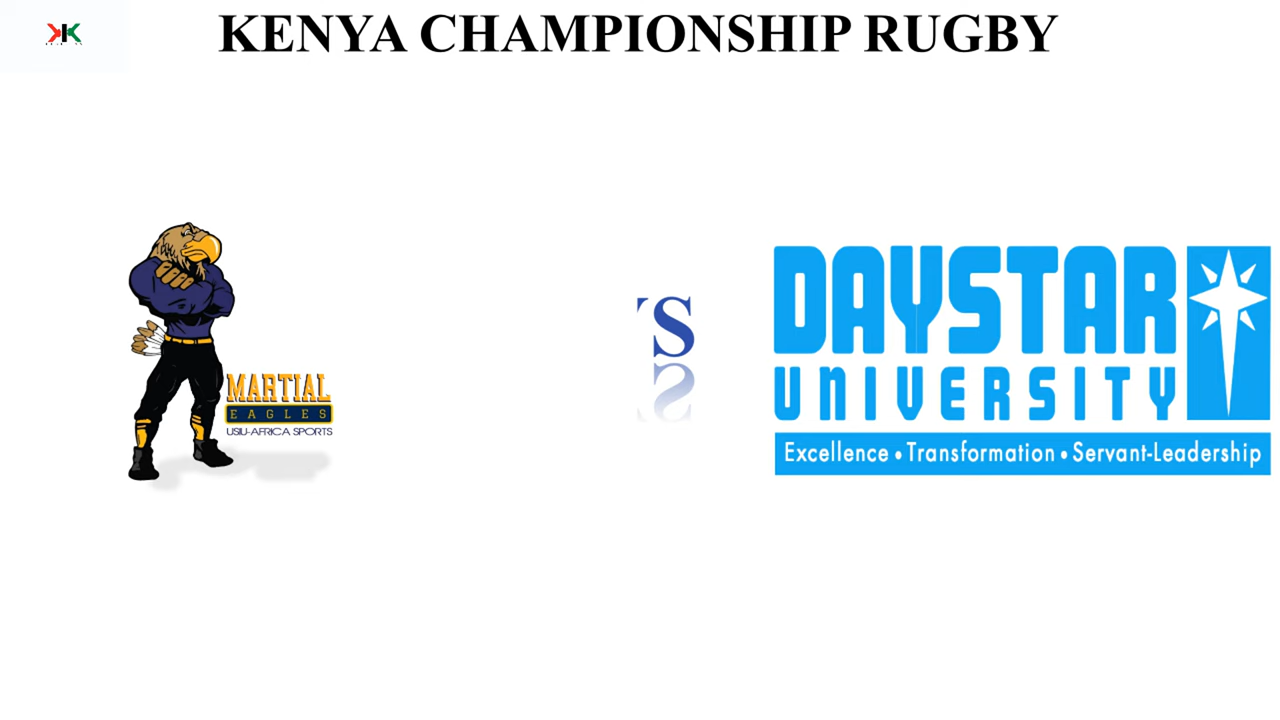 KENYA CHAMPIONSHIP RUGBY
MARTIAL
EAGLES
USIU-AFRICA SPORTS
S
DAYSTAR
UNIVERSITY
Excellence • Transformation • Servant-Leadership